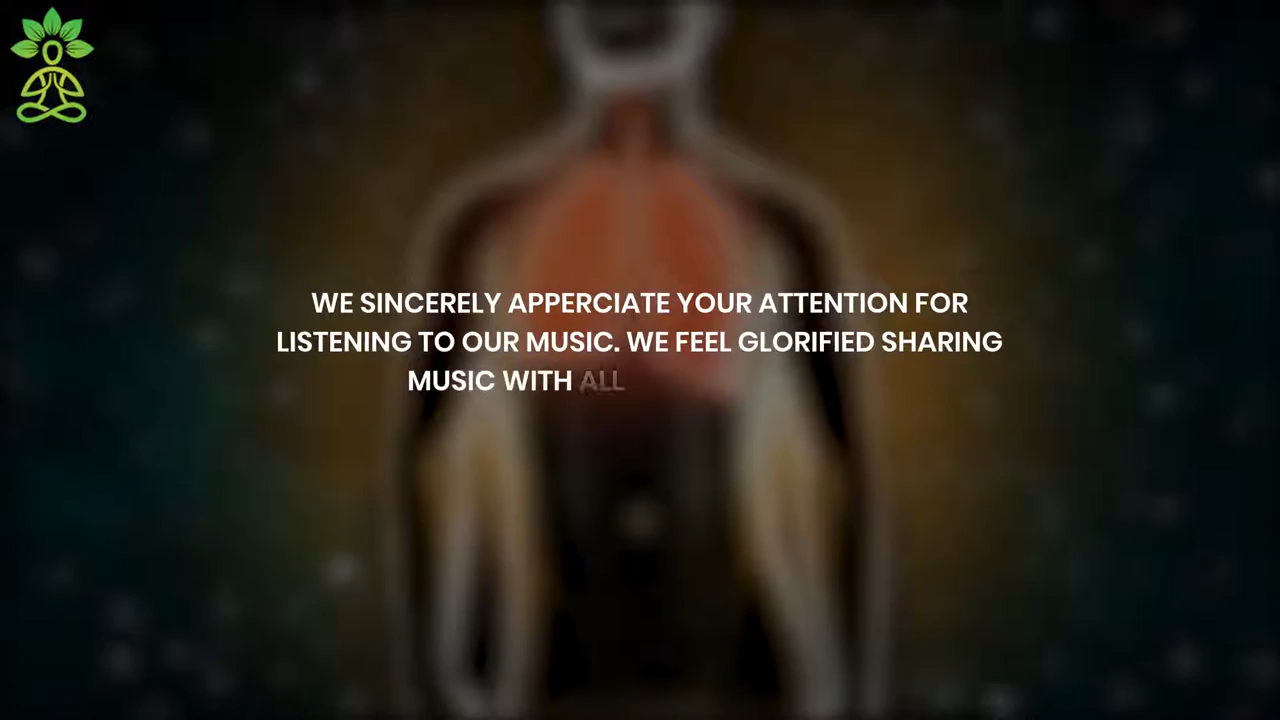 WE SINCERELY APPERCIATE YOUR ATTENTION FOR
LISTENING TO OUR MUSIC. WE FEEL GLORIFIED SHARING
MUSIC WITH ALL